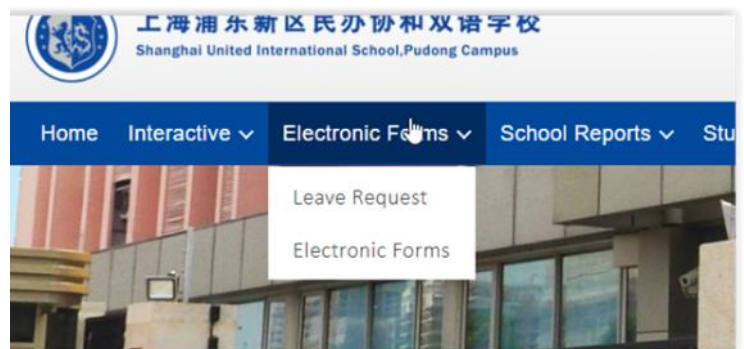 上海浦东新区民办协和双语学校
Shanghai United International School,Pudong Campus
Home Interactive Electronic Forms School Reports Stu
Leave Request
Electronic Forms